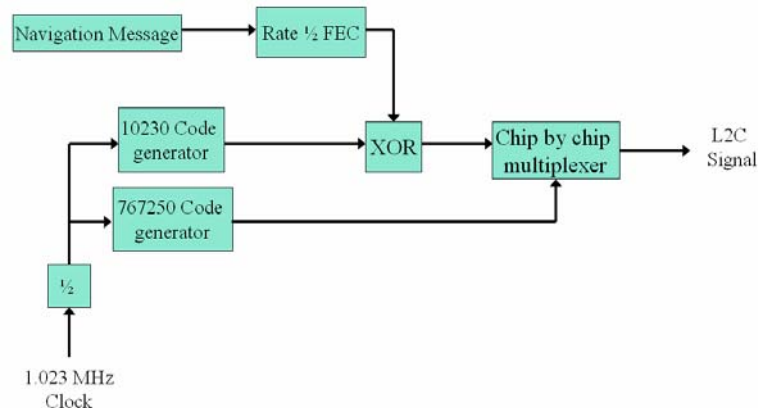 Navigation Message
Rate ½ FEC
10230 Code
generator
XOR
Chip by chip
multiplexer
L2C
Signal
767250 Code
generator
½
1.023 MHz
Clock